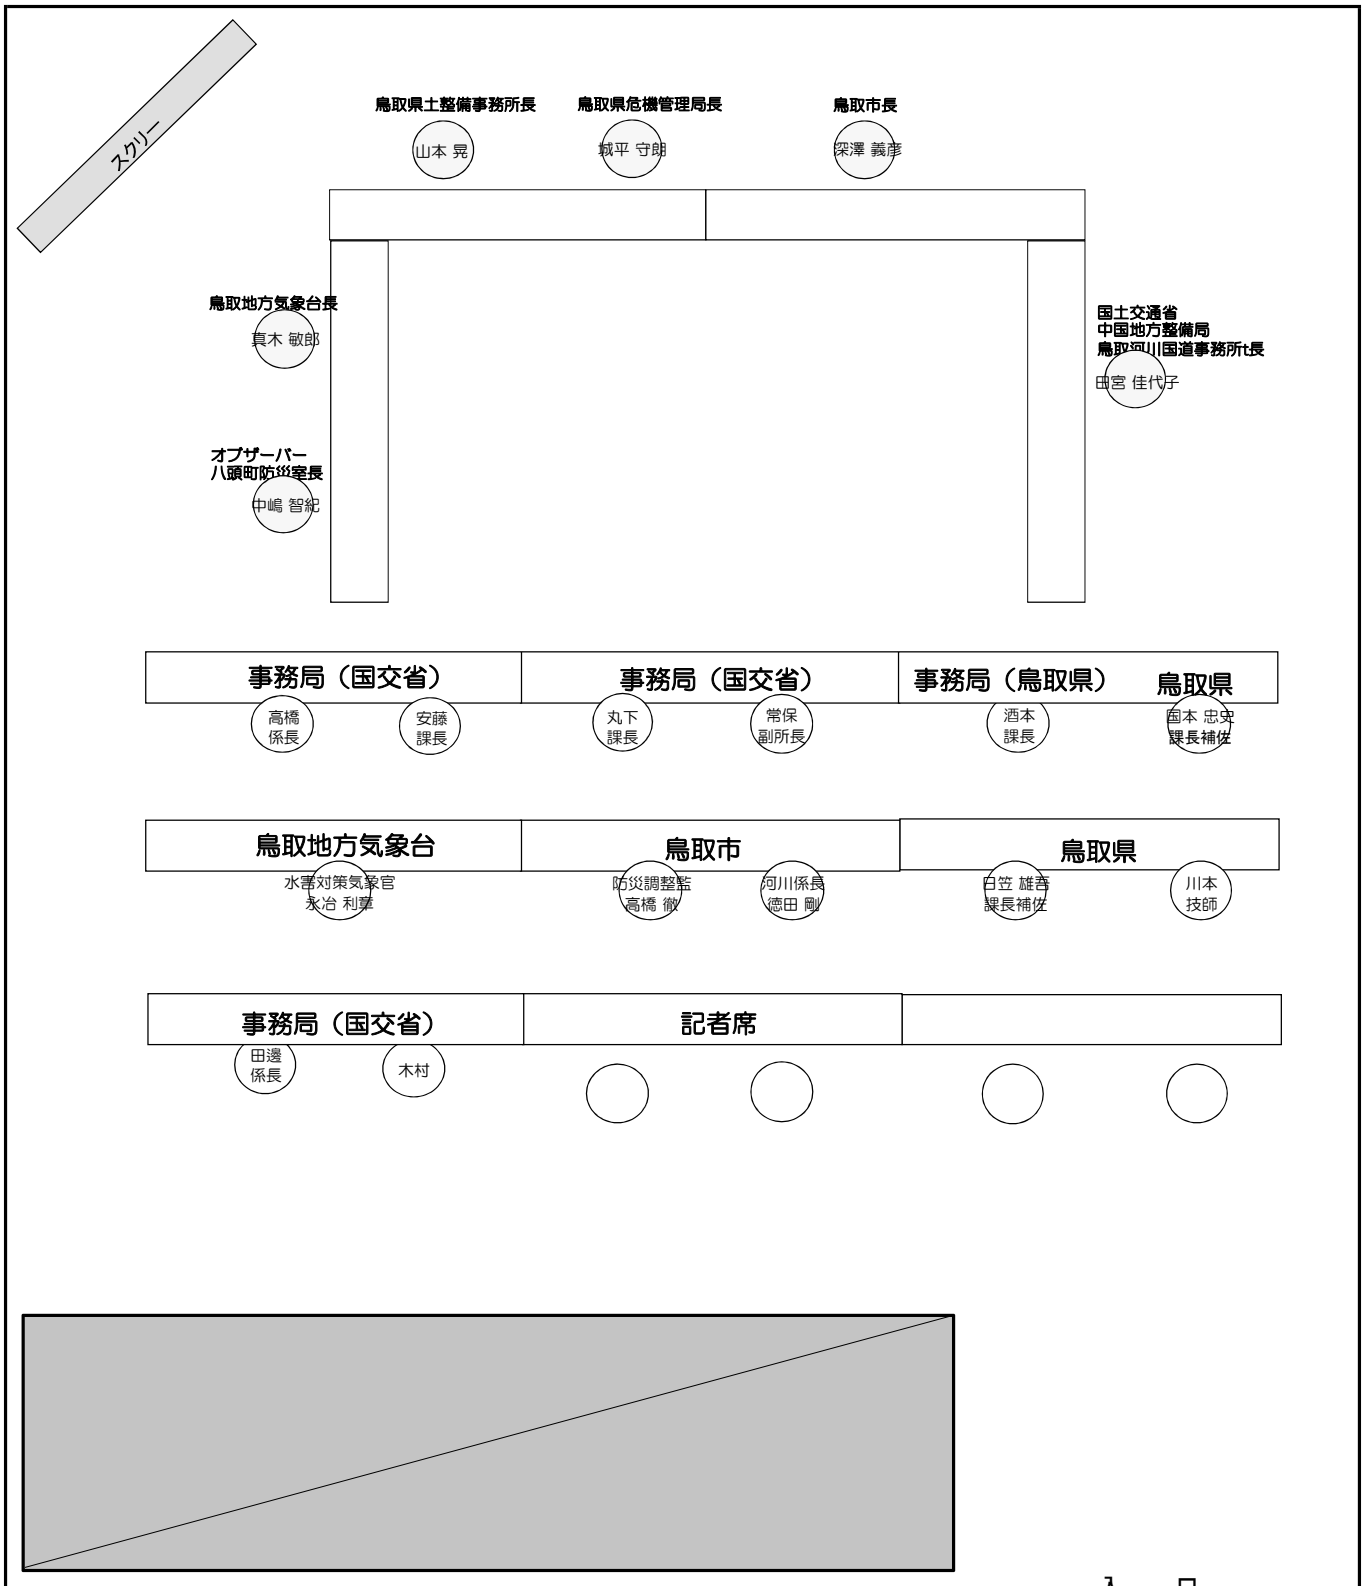 スクリー
鳥取県土整備事務所長
山本 晃
鳥取県危機管理局長
城平 守朗
鳥取市長
深澤 義彦
鳥取地方気象台長
真木 敏郎
国土交通省
中国地方整備局
鳥取河川国道事務所t長
田宮 佳代子
オブザーバー
八頭町防災室長
中嶋 智紀
事務局（国交省）
高橋
係長
安藤
課長
事務局（国交省）
丸下
課長
常保
副所長
事務局（鳥取県）
酒本
課長
鳥取県
国本 忠史
課長補佐
鳥取地方気象台
水害対策気象官
永冶 利章
鳥取市
防災調整監
高橋 徹
河川係長
徳田 剛
鳥取県
日笠 雄吾
課長補佐
川本
技師
事務局（国交省）
田邊
係長
木村
記者席